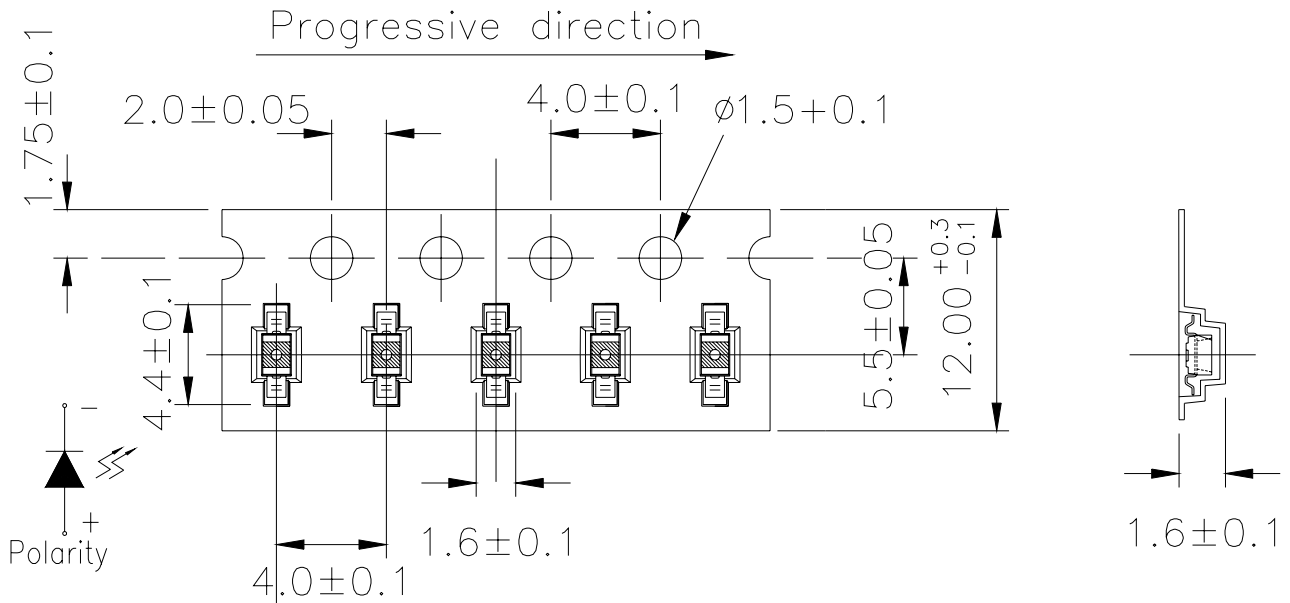 Progressive direction
1.75±0.1
2.0±0.05
4.0±0.1
ø1.5+0.1
4.4±0.1
5.5±0.05
12.00 +0.3 -0.1
-
+
Polarity
1.6±0.1
4.0±0.1
1.6±0.1